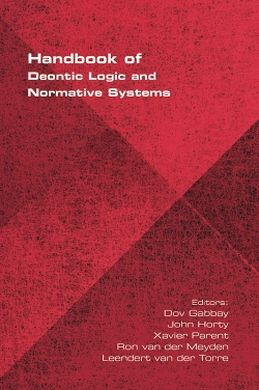 Handbook of
Deontic Logic and
Normative Systems
Editors:
Dov Gabbay
John Horty
Xavier Parent
Ron van der Meyden
Leendert van der Torre